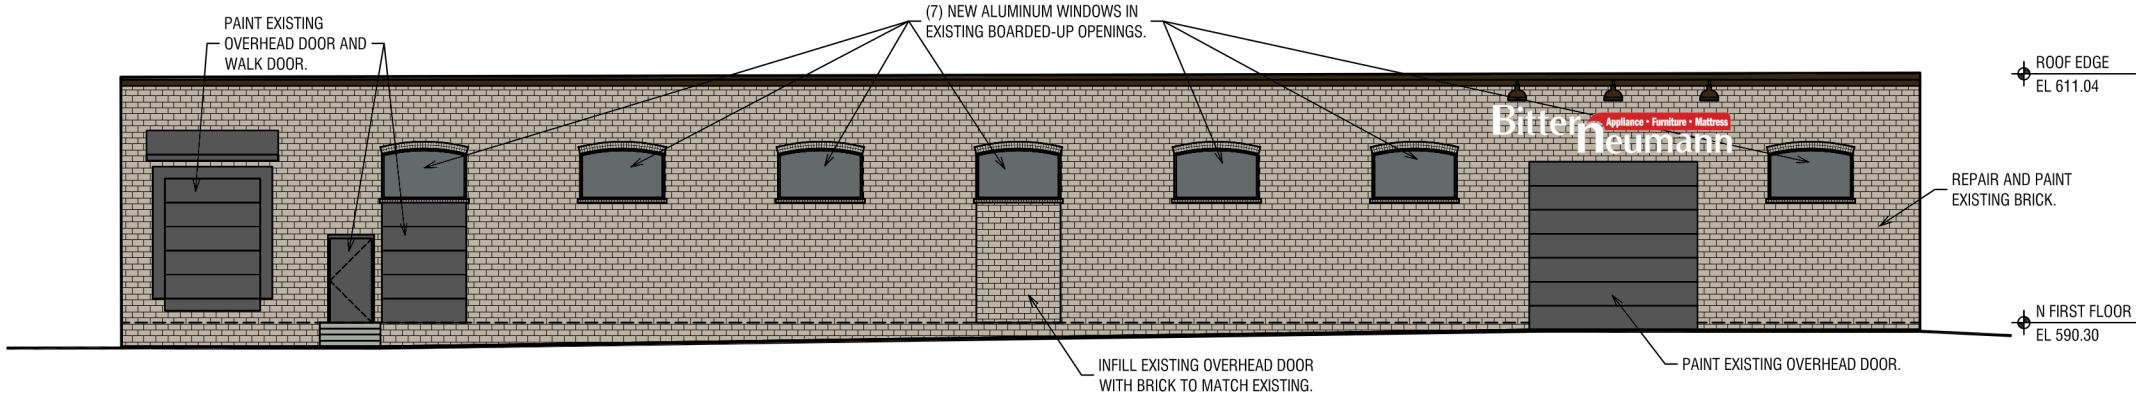 PAINT EXISTING
OVERHEAD DOOR AND
WALK DOOR.
(7) NEW ALUMINUM WINDOWS IN
EXISTING BOARDED-UP OPENINGS.
ROOF EDGE
EL 611.04
Bitter
Appliance • Furniture • Mattress
neumann
REPAIR AND PAINT
EXISTING BRICK.
N FIRST FLOOR
EL 590.30
INFILL EXISTING OVERHEAD DOOR
WITH BRICK TO MATCH EXISTING.
PAINT EXISTING OVERHEAD DOOR.